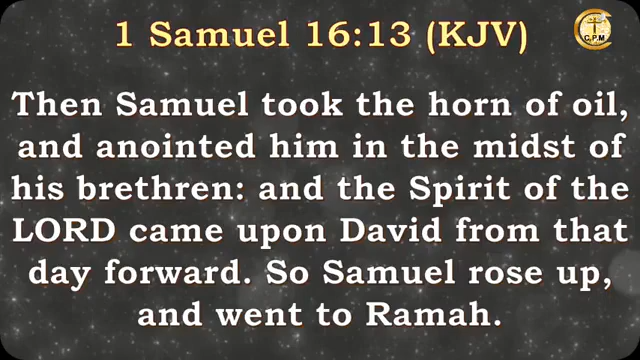 1 Samuel 16:13 (KJV)
C.P.M
Then Samuel took the horn of oil,
and anointed him in the midst of
his brethren: and the Spirit of the
LORD came upon David from that
day forward. So Samuel rose up,
and went to Ramah.